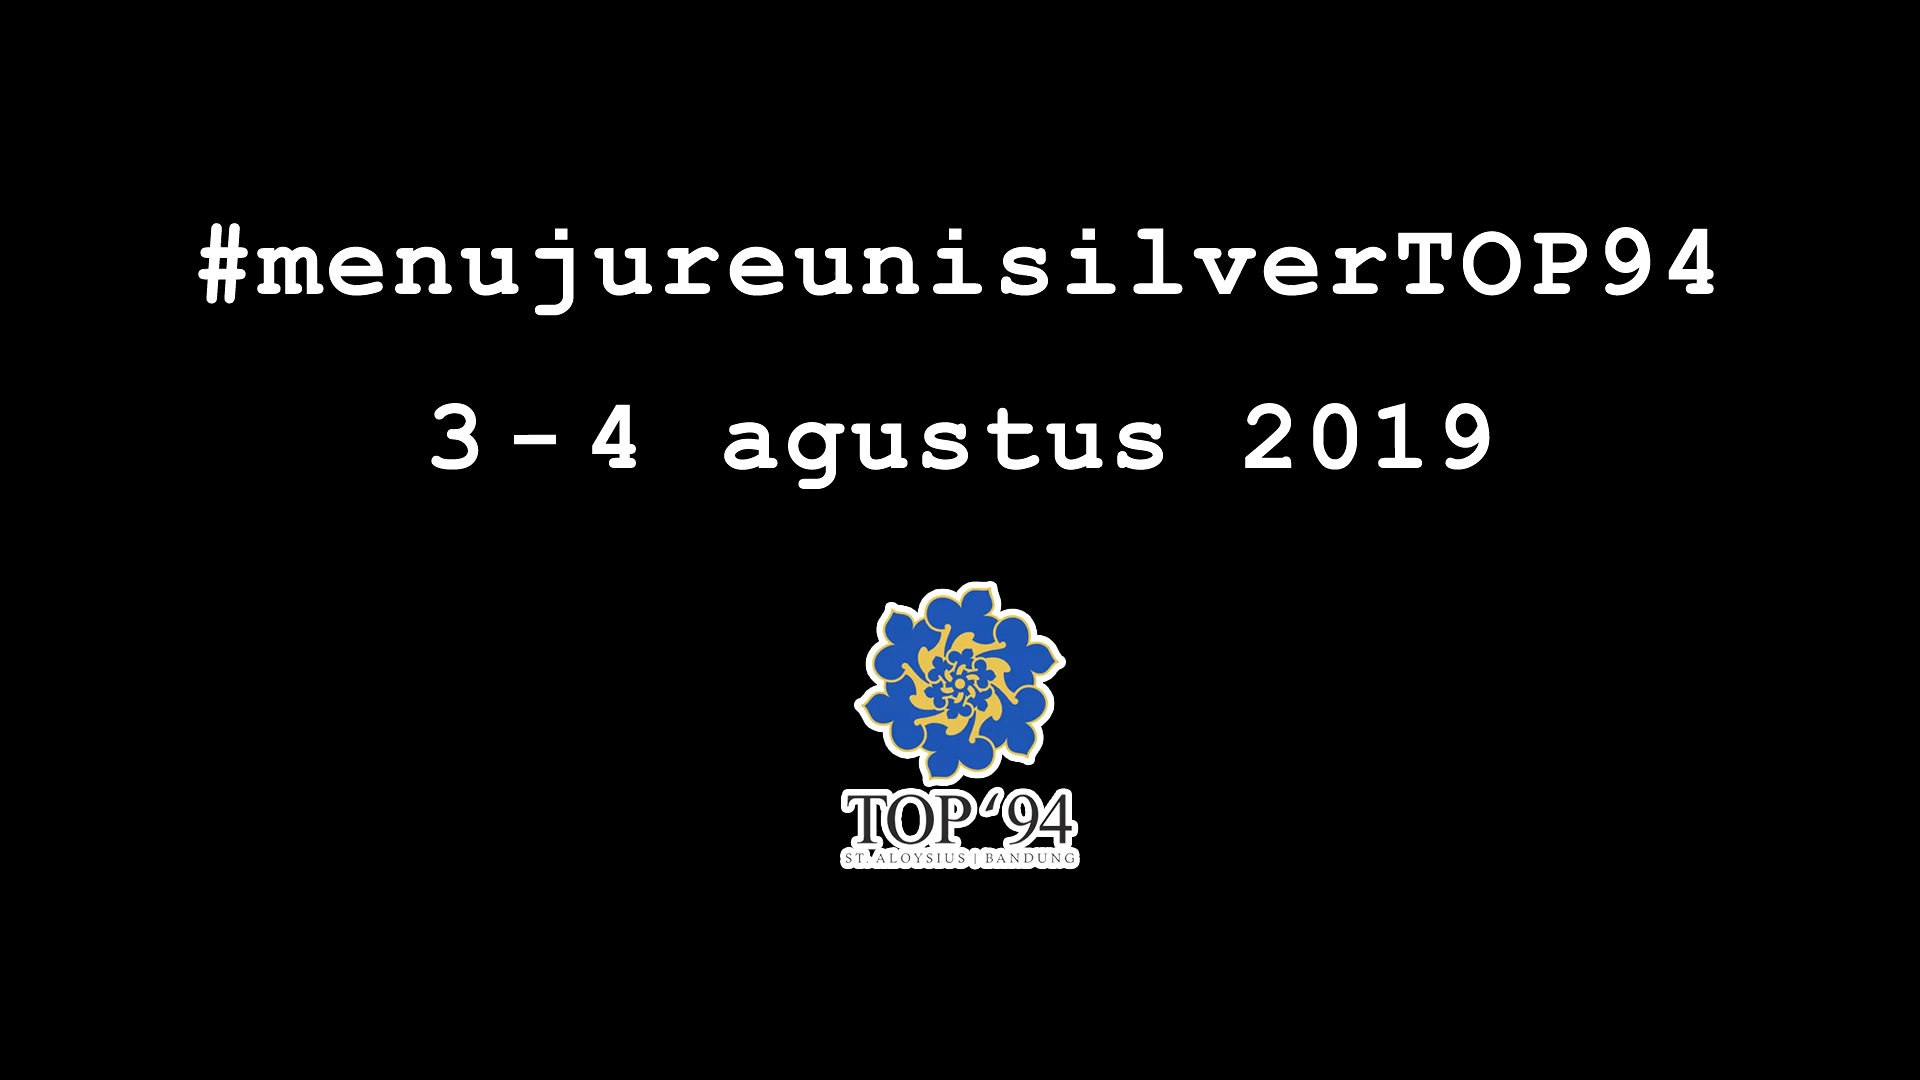 #menujureunisilverTOP94
3-4 agustus 2019
TOP‘94
ST. ALOYSIUS | BANDUNG